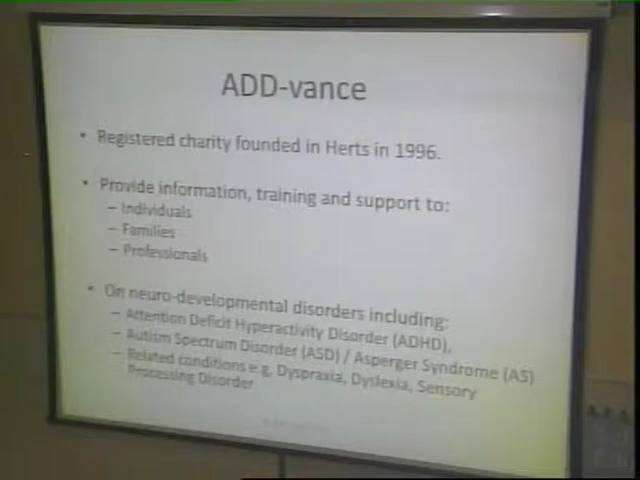 ADD-vance
• Registered charity founded in Herts in 1996.
• Provide information, training and support to:
– Individuals
– Families
– Professionals
• On neuro-developmental disorders including:
– Attention Deficit Hyperactivity Disorder (ADHD),
– Autism Spectrum Disorder (ASD) / Asperger Syndrome (AS)
– Related conditions e.g. Dyspraxia, Dyslexia, Sensory
Processing Disorder